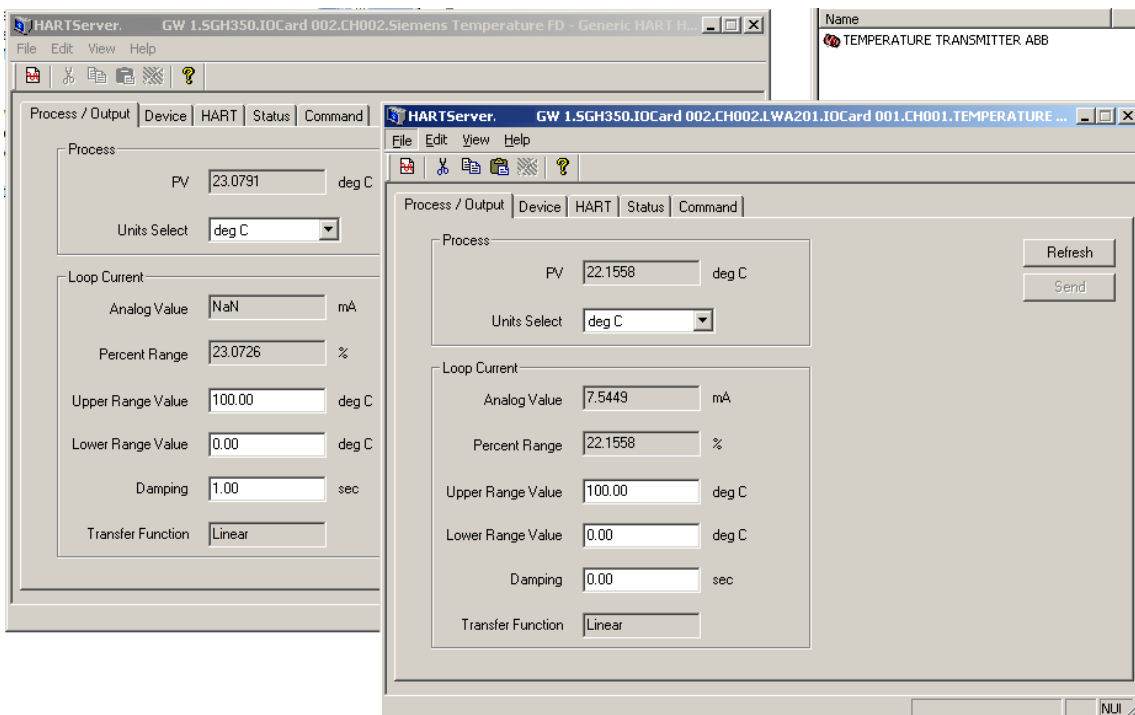 HARTServer. GW 1.SGH350.IOCard 002.CH002.Siemens Temperature FD - Generic HART H...
File Edit View Help
Process / Output Device HART Status Command
Process
PV 23.0791 deg C
Units Select deg C
Loop Current
Analog Value NaN mA
Percent Range 23.0726 %
Upper Range Value 100.00 deg C
Lower Range Value 0.00 deg C
Damping 1.00 sec
Transfer Function Linear
Name
TEMPERATURE TRANSMITTER ABB
HARTServer. GW 1.SGH350.IOCard 002.CH002.LWA201.IOCard 001.CH001.TEMPERATURE ...
File Edit View Help
Process / Output Device HART Status Command
Process
PV 22.1558 deg C
Units Select deg C
Refresh
Send
Loop Current
Analog Value 7.5449 mA
Percent Range 22.1558 %
Upper Range Value 100.00 deg C
Lower Range Value 0.00 deg C
Damping 0.00 sec
Transfer Function Linear